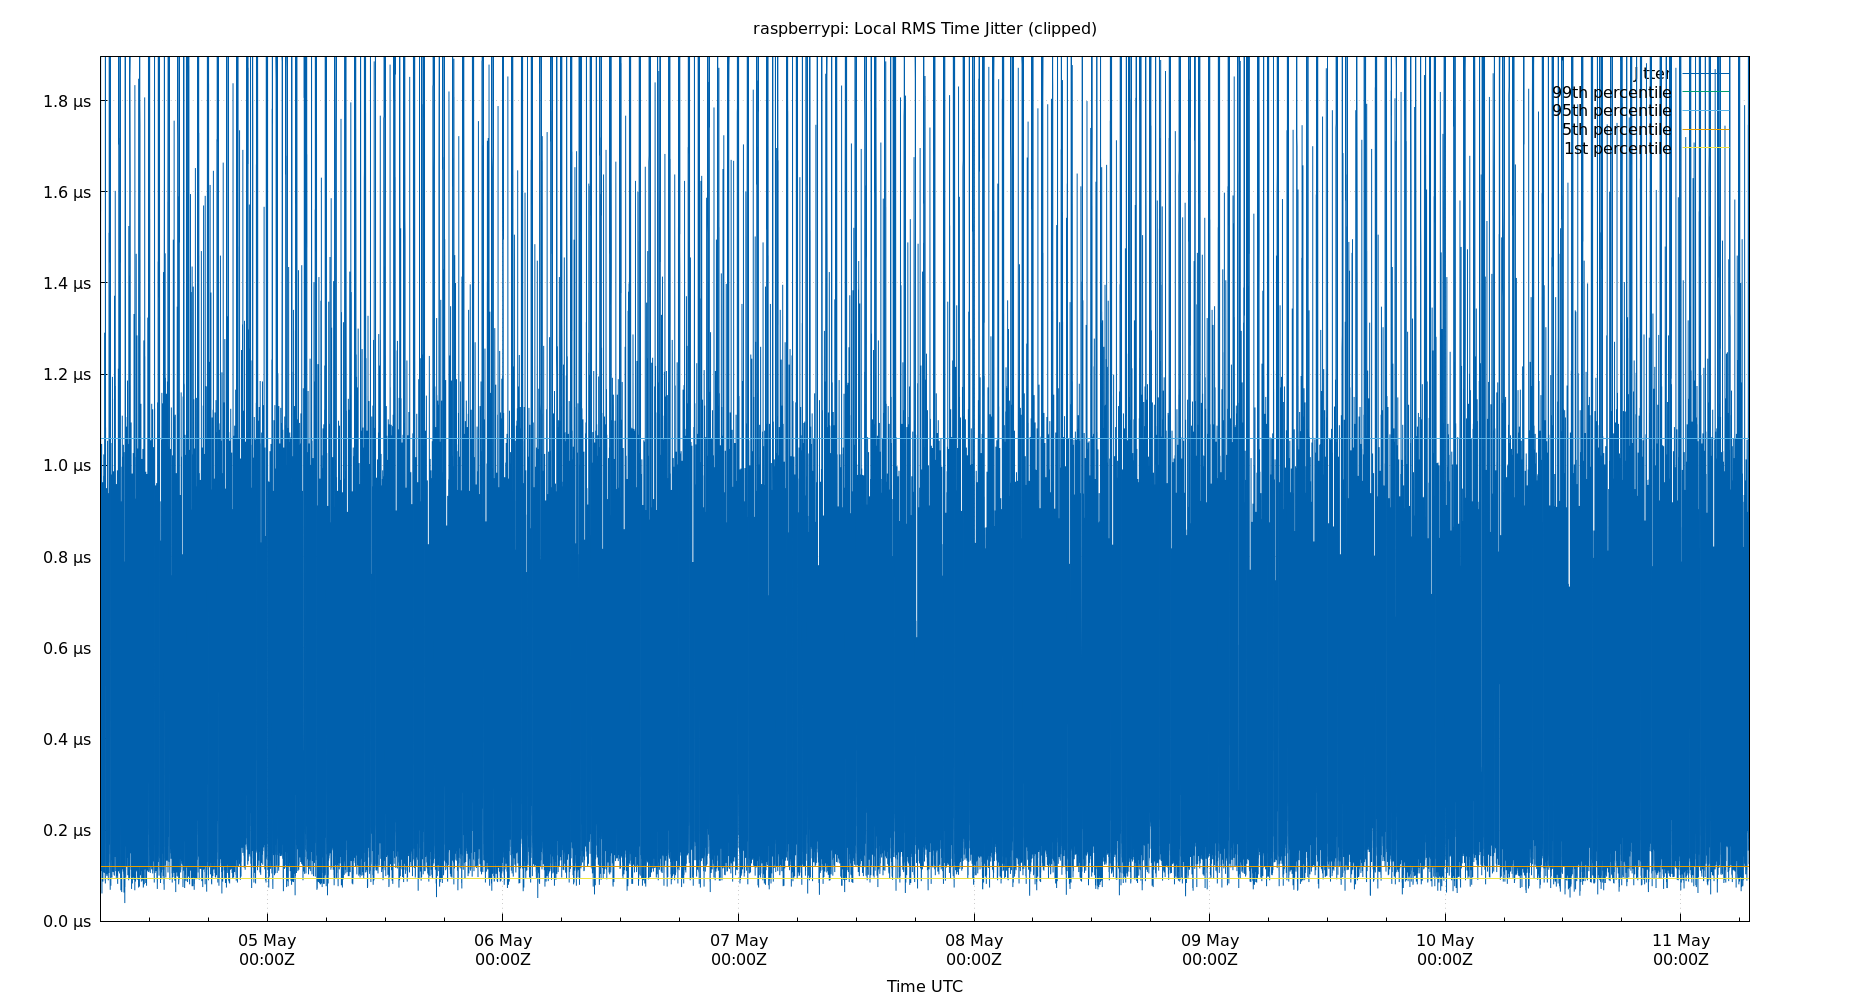 raspberrypi: Local RMS Time Jitter (clipped)
jitter
99th percentile
95th percentile
5th percentile
1st percentile
1.8 µs
1.6 µs
1.4 µs
1.2 µs
1.0 µs
0.8 µs
0.6 µs
0.4 µs
0.2 µs
0.0 µs
05 May 06 May 07 May 08 May 09 May 10 May 11 May
00:00Z 00:00Z 00:00Z 00:00Z 00:00Z 00:00Z 00:00Z
Time UTC